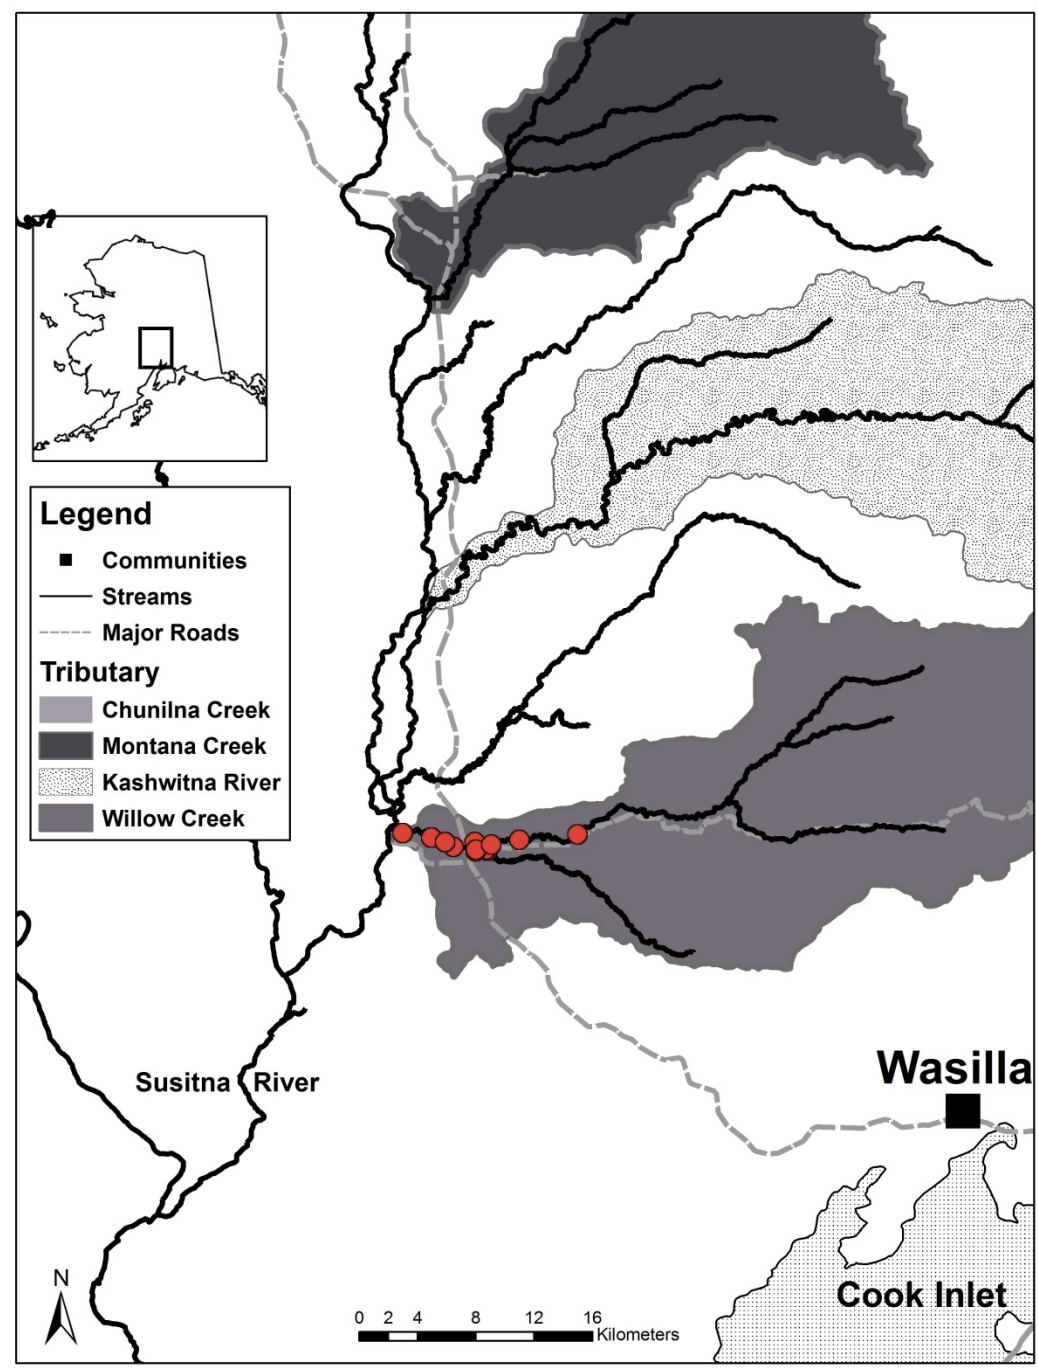 Legend
Communities
Streams
Major Roads
Tributary
Chunilna Creek
Montana Creek
Kashwitna River
Willow Creek
Wasilla
Susitna River
Cook Inlet
N
0 2 4 8 12 16
Kilometers